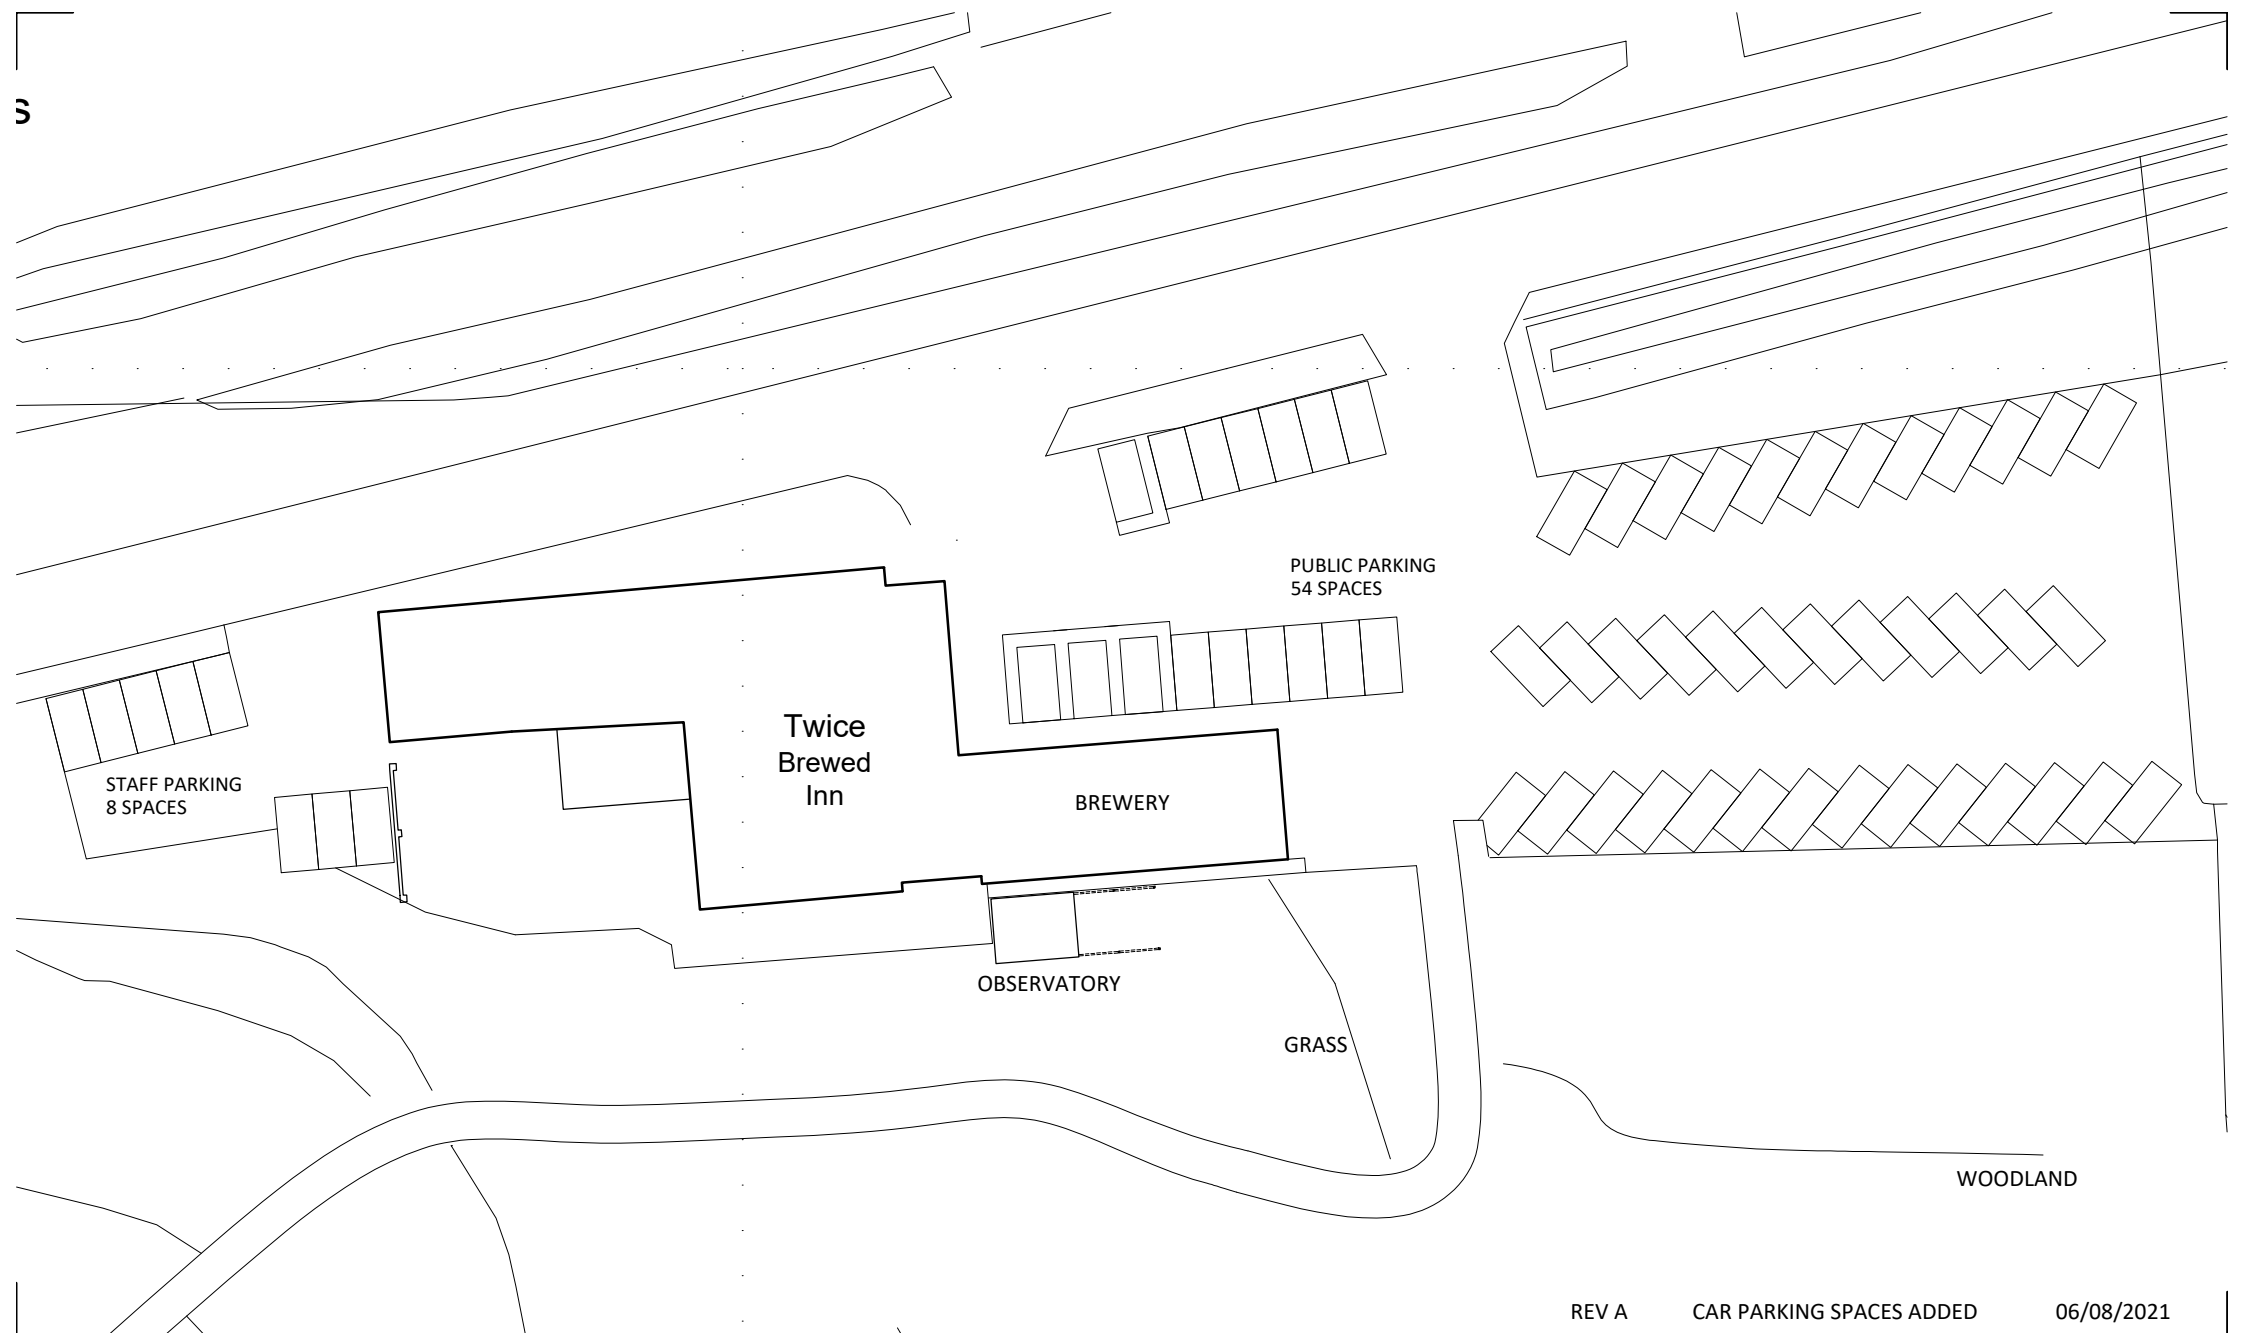 S
PUBLIC PARKING
54 SPACES
Twice
Brewed
Inn
STAFF PARKING
8 SPACES
BREWERY
OBSERVATORY
GRASS
WOODLAND
REV A CAR PARKING SPACES ADDED 06/08/2021